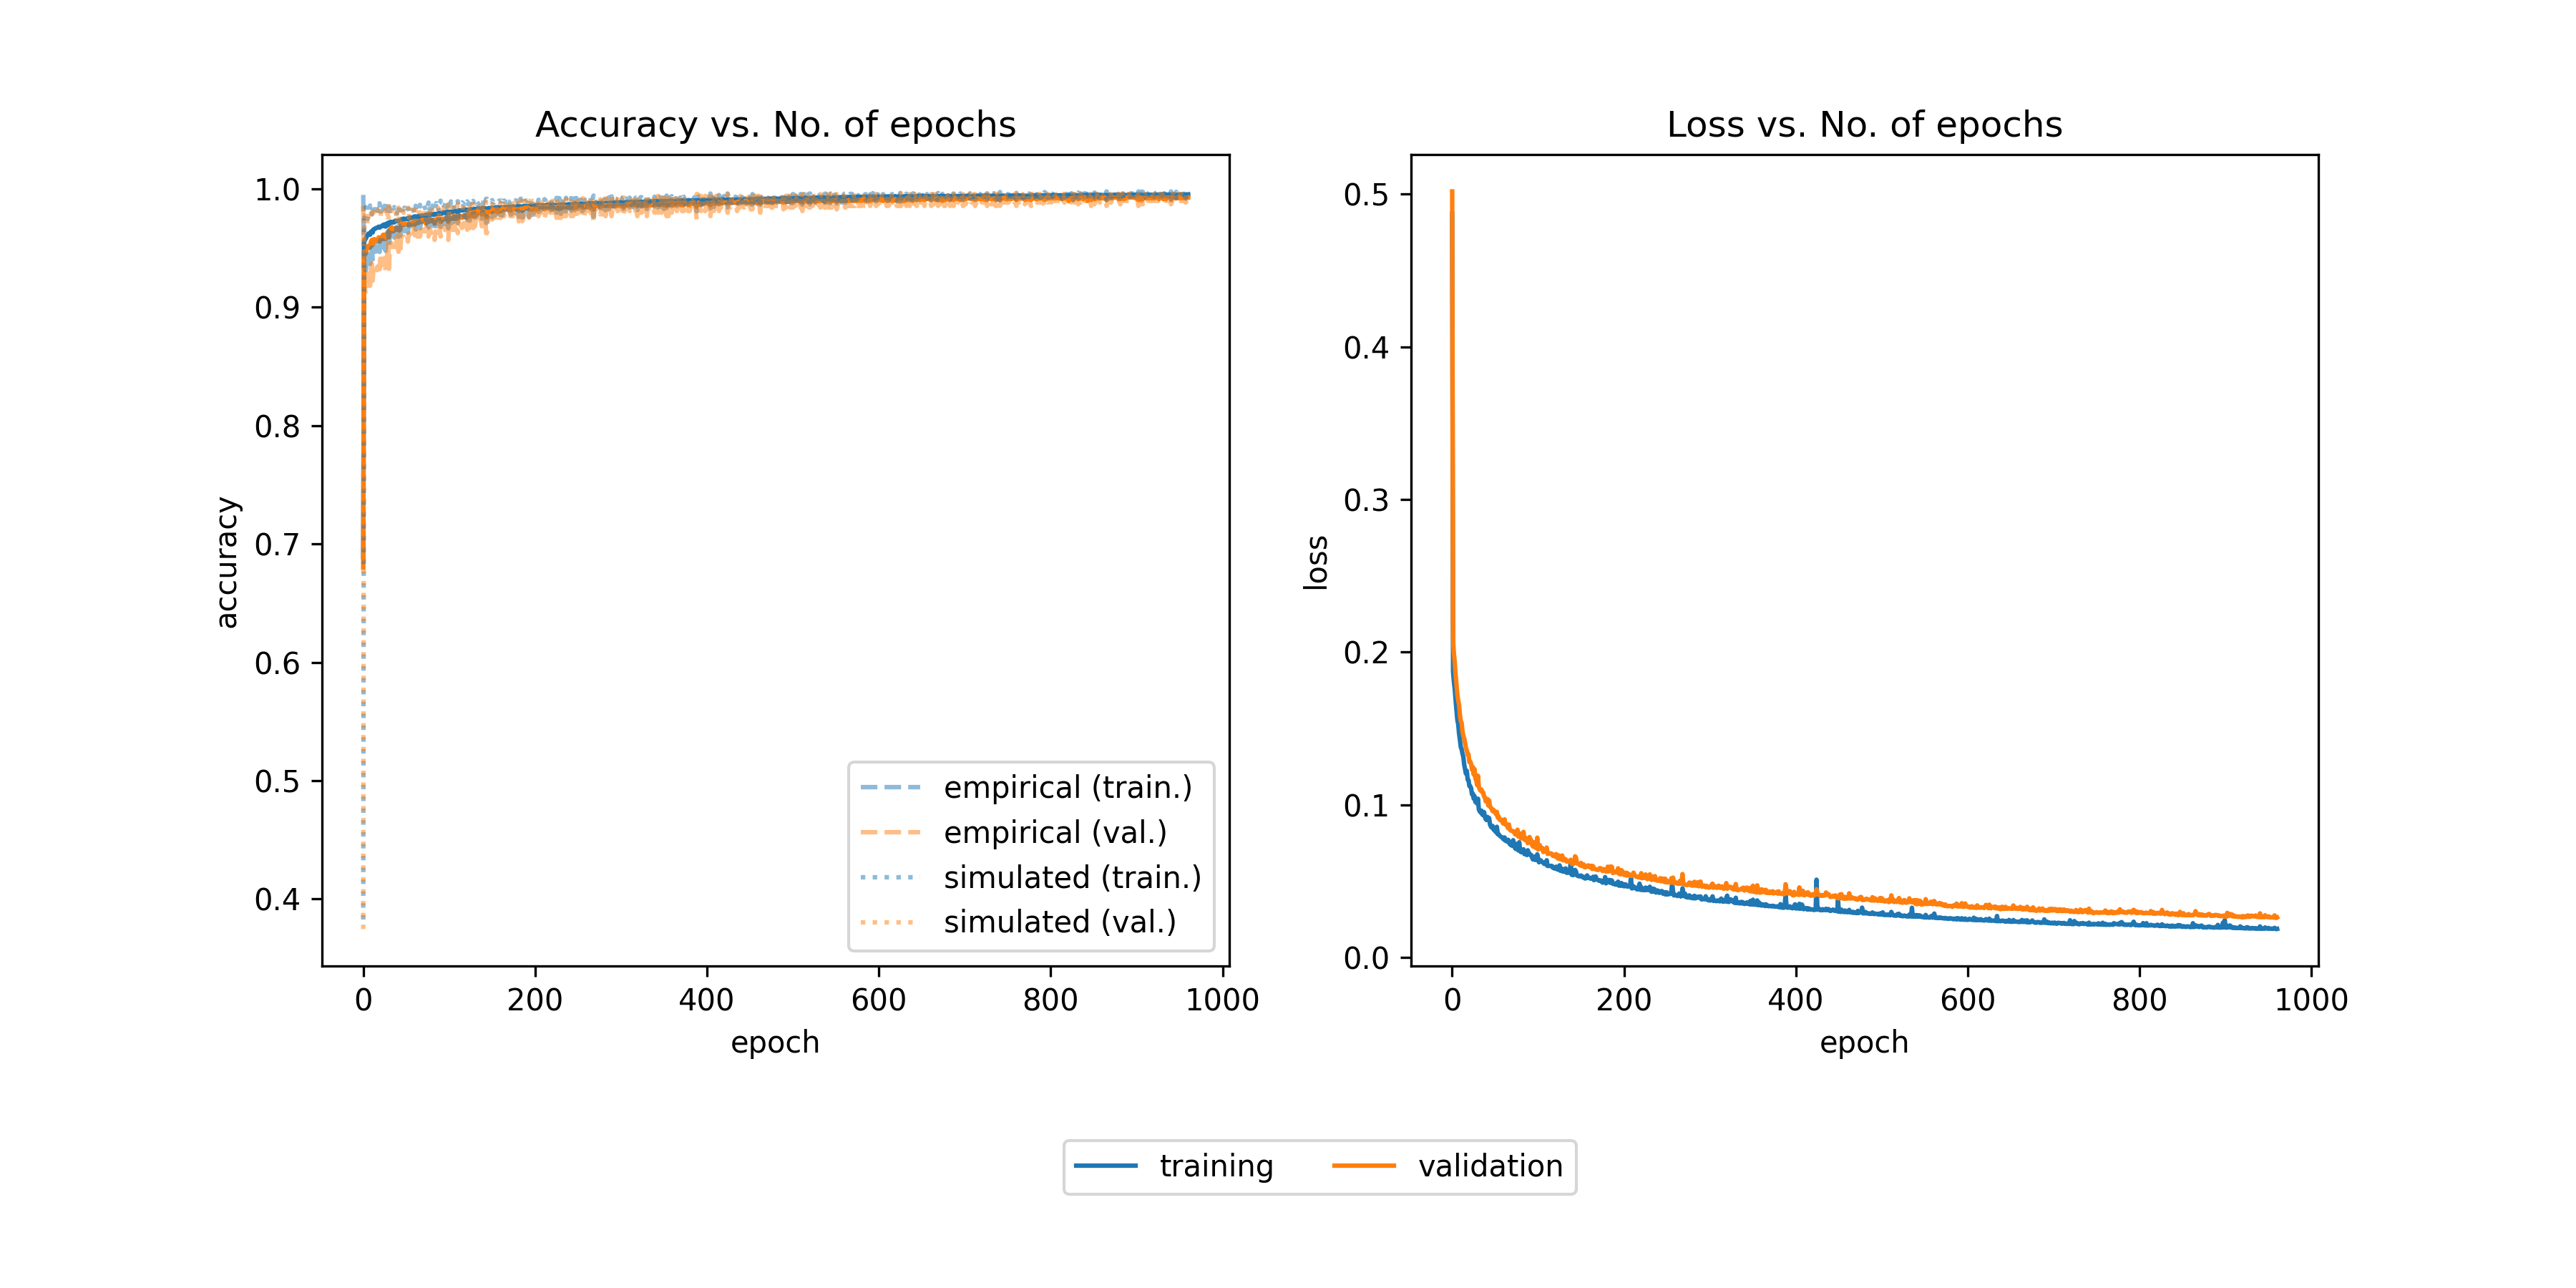 Accuracy vs. No. of epochs
1.0
0.9
0.8
0.7
0.6
0.5
0.4
accuracy
0 200 400 600 800 1000
epoch
empirical (train.)
empirical (val.)
simulated (train.)
simulated (val.)
Loss vs. No. of epochs
0.5
0.4
0.3
0.2
0.1
0.0
loss
0 200 400 600 800 1000
epoch
training validation